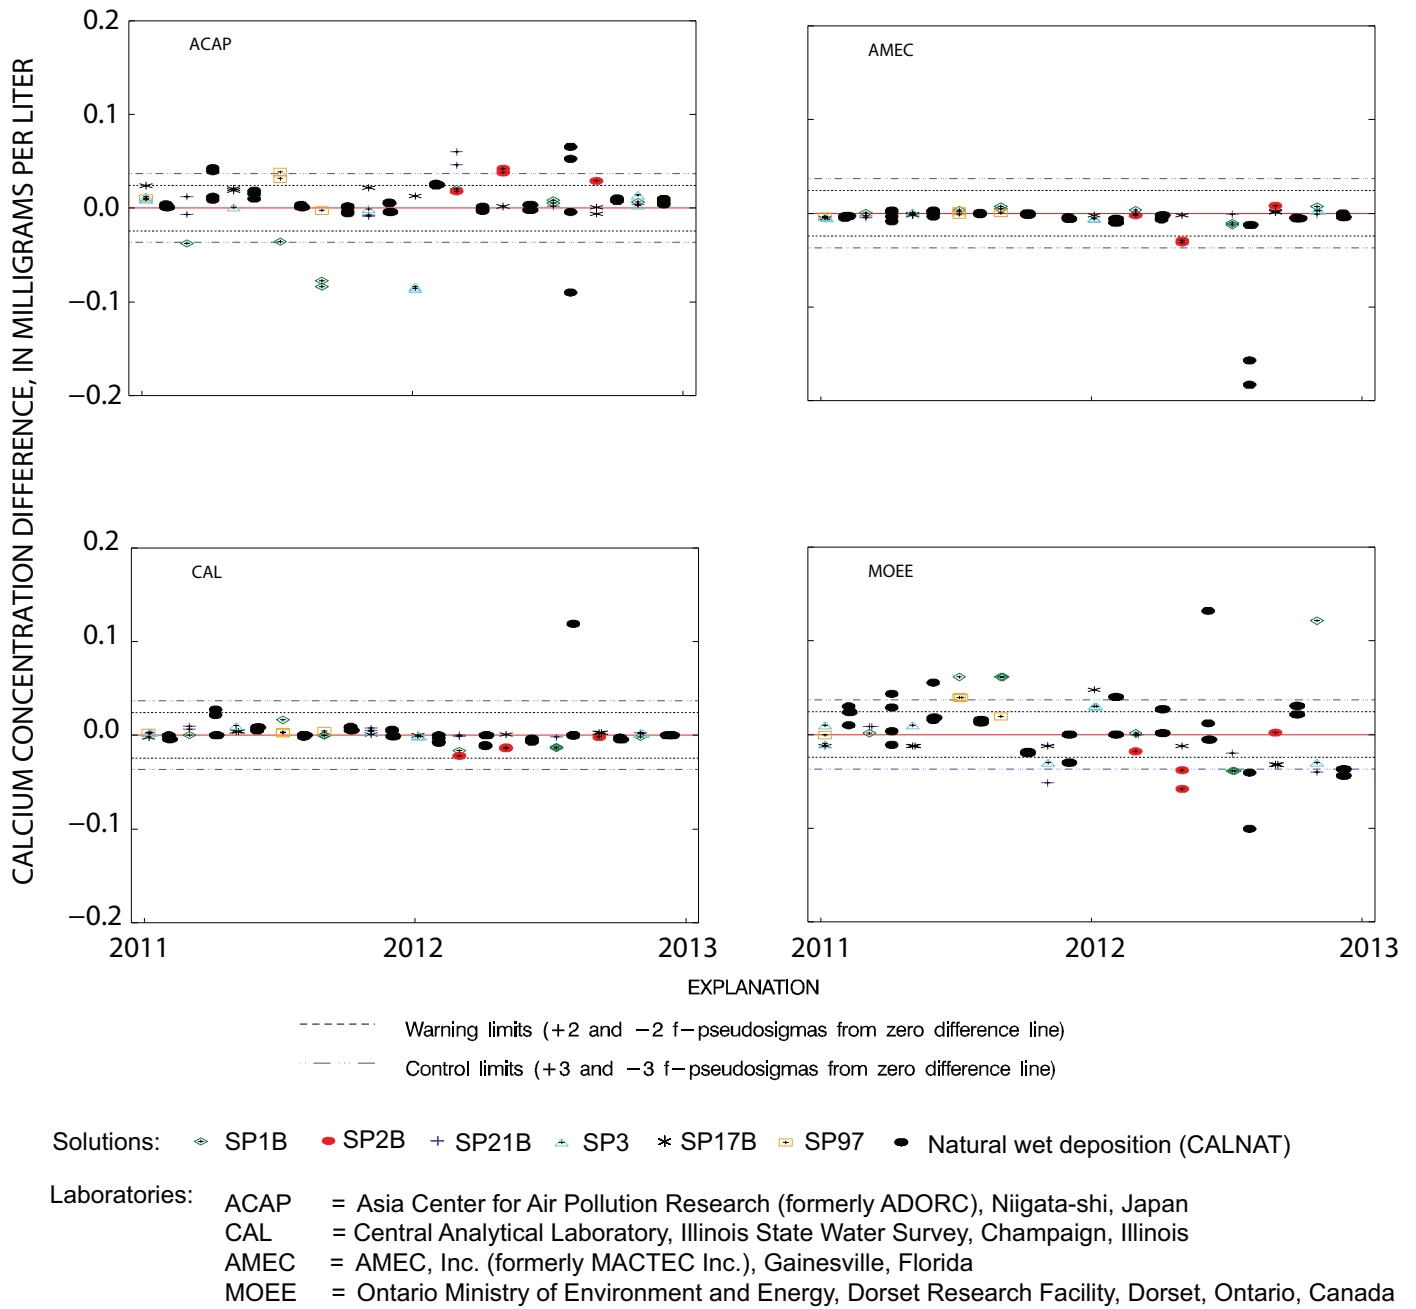 CALCIUM CONCENTRATION DIFFERENCE, IN MILLIGRAMS PER LITER
0.2
0.1
0.0
−0.1
−0.2
ACAP
AMEC
0.2
0.1
0.0
−0.1
−0.2
CAL
MOEE
2011 2012 2013
2011 2012 2013
EXPLANATION
Warning limits (+2 and −2 f−pseudosigmas from zero difference line)
Control limits (+3 and −3 f−pseudosigmas from zero difference line)
Solutions: SP1B SP2B SP21B SP3 SP17B SP97 Natural wet deposition (CALNAT)
Laboratories:
ACAP = Asia Center for Air Pollution Research (formerly ADORC), Niigata-shi, Japan
CAL = Central Analytical Laboratory, Illinois State Water Survey, Champaign, Illinois
AMEC = AMEC, Inc. (formerly MACTEC Inc.), Gainesville, Florida
MOEE = Ontario Ministry of Environment and Energy, Dorset Research Facility, Dorset, Ontario, Canada